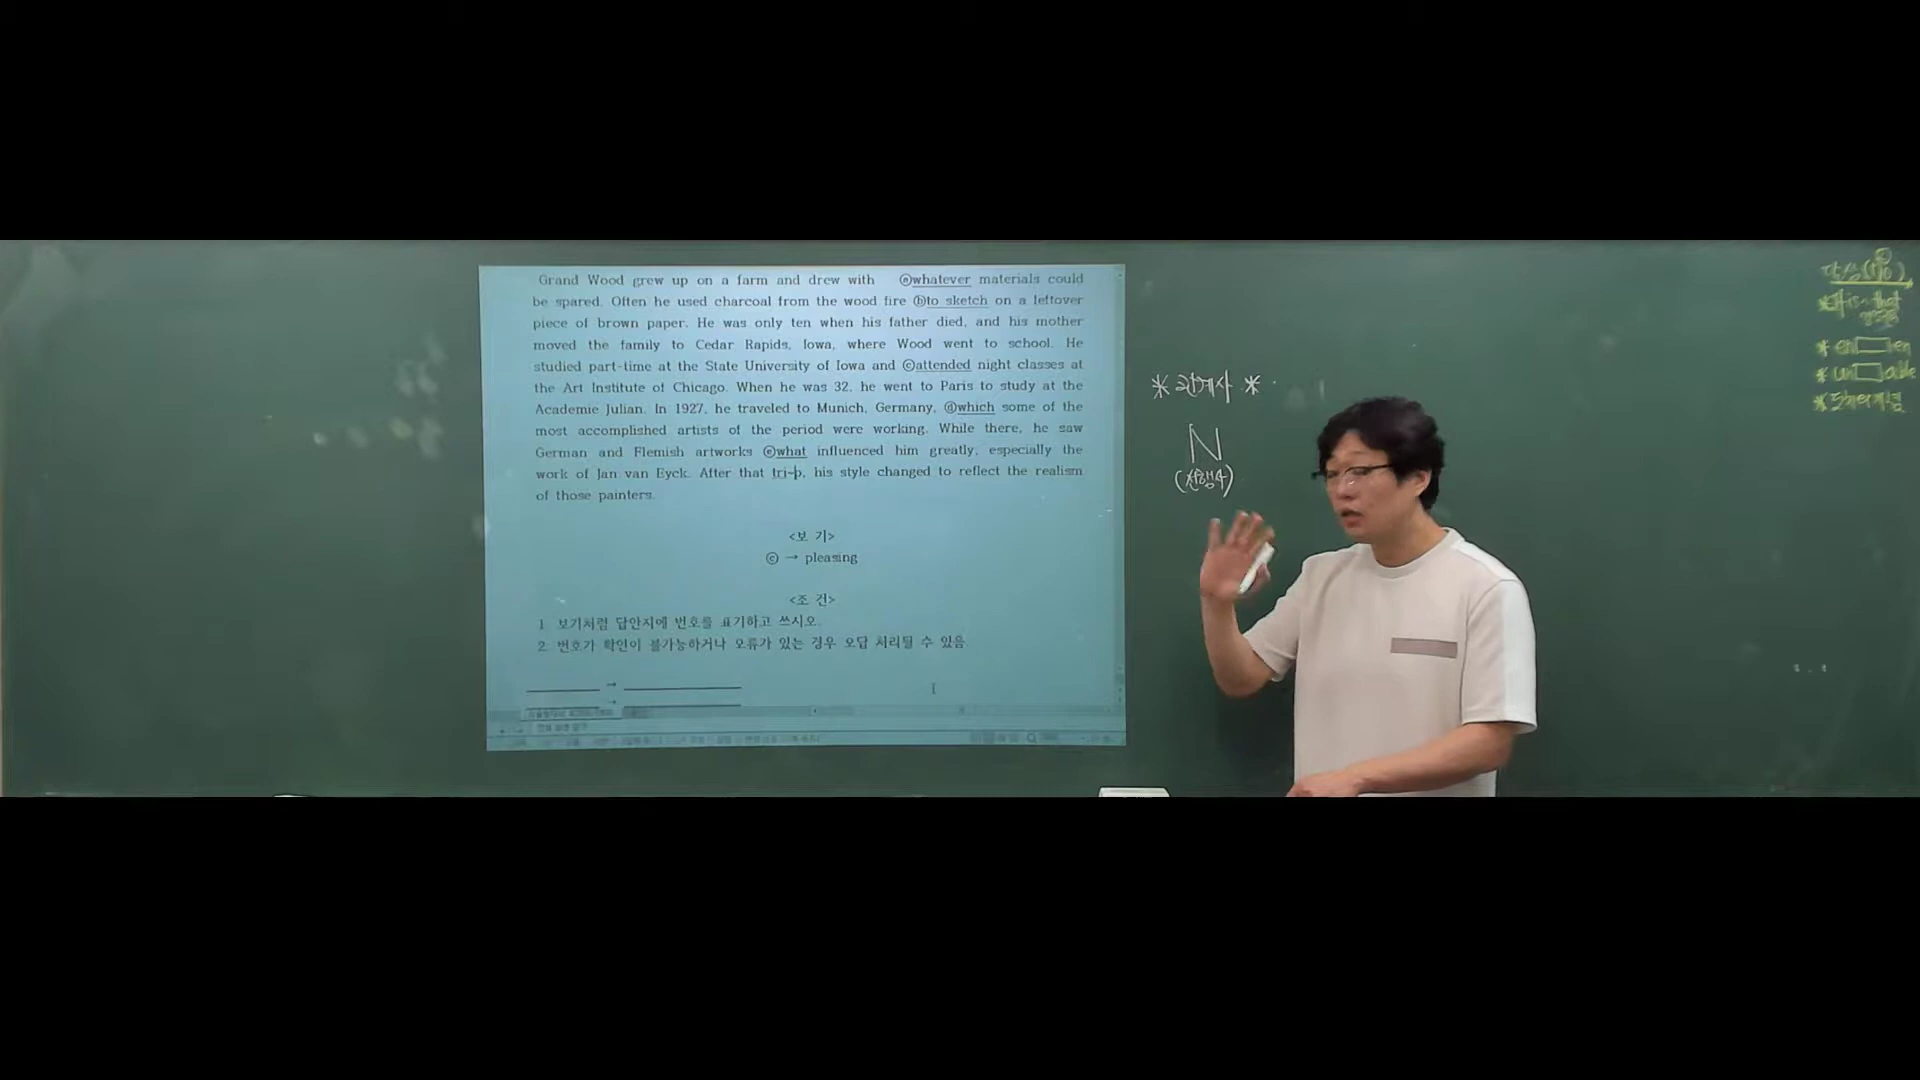 Grand Wood grew up on a farm and drew with ⓐwhatever materials could
be spared. Often he used charcoal from the wood fire ⓑto sketch on a leftover
piece of brown paper. He was only ten when his father died, and his mother
moved the family to Cedar Rapids, Iowa, where Wood went to school. He
studied part-time at the State University of Iowa and ⓒattended night classes at
the Art Institute of Chicago. When he was 32, he went to Paris to study at the
Academie Julian. In 1927, he traveled to Munich, Germany, ⓓwhich some of the
most accomplished artists of the period were working. While there, he saw
German and Flemish artworks ⓔwhat influenced him greatly, especially the
work of Jan van Eyck. After that trip, his style changed to reflect the realism
of those painters.
<보 기>
ⓒ → pleasing
<조 건>
1. 보기처럼 답안지에 번호를 표기하고 쓰시오.
2. 번호가 확인이 불가능하거나 오류가 있는 경우 오답 처리될 수 있음.
→
→
* 관계사 *
N
(선행사)
* It is ~ that
* en□en
* un□able